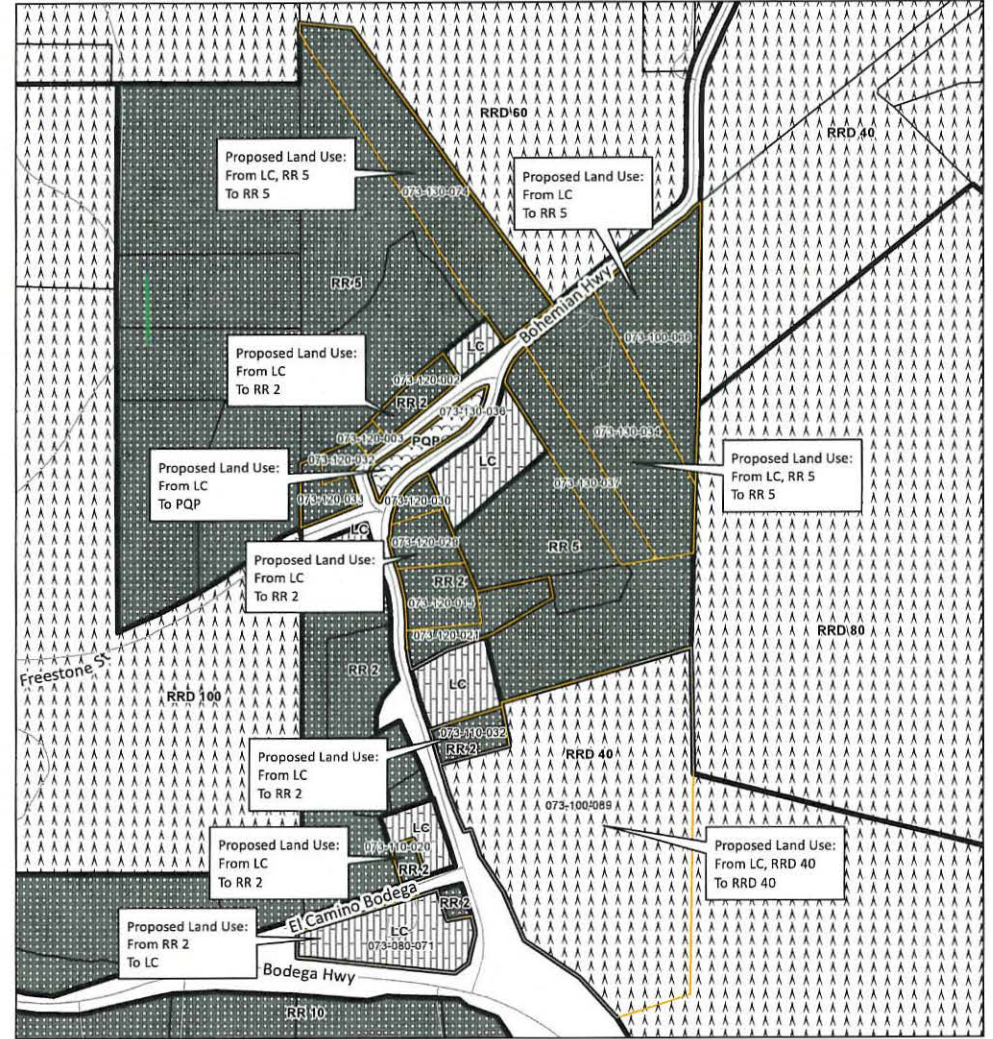 RRD 60
RRD 40
Proposed Land Use:
From LC, RR 5
To RR 5
Proposed Land Use:
From LC
To RR 5
073-130-074
RR 5
Bohemian Hwy
LC
Proposed Land Use:
From LC
To RR 2
073-120-002
RR 2
073-130-036
073-120-003
PQP
073-130-034
073-120-032
LC
Proposed Land Use:
From LC
To PQP
Proposed Land Use:
From LC, RR 5
To RR 5
073-130-037
073-120-033
073-120-030
LC
073-120-029
RR 5
Proposed Land Use:
From LC
To RR 2
RR 2
073-120-021
RRD 80
Freestone St
RR 2
LC
RRD 100
073-110-032
RR 2
RRD 40
Proposed Land Use:
From LC
To RR 2
073-100-089
LC
073-110-020
Proposed Land Use:
From LC
To RR 2
RR 2
Proposed Land Use:
From LC, RRD 40
To RRD 40
El Camino Bodega
RR 2
Proposed Land Use:
From RR 2
To LC
LC
073-080-071
Bodega Hwy
RR 10